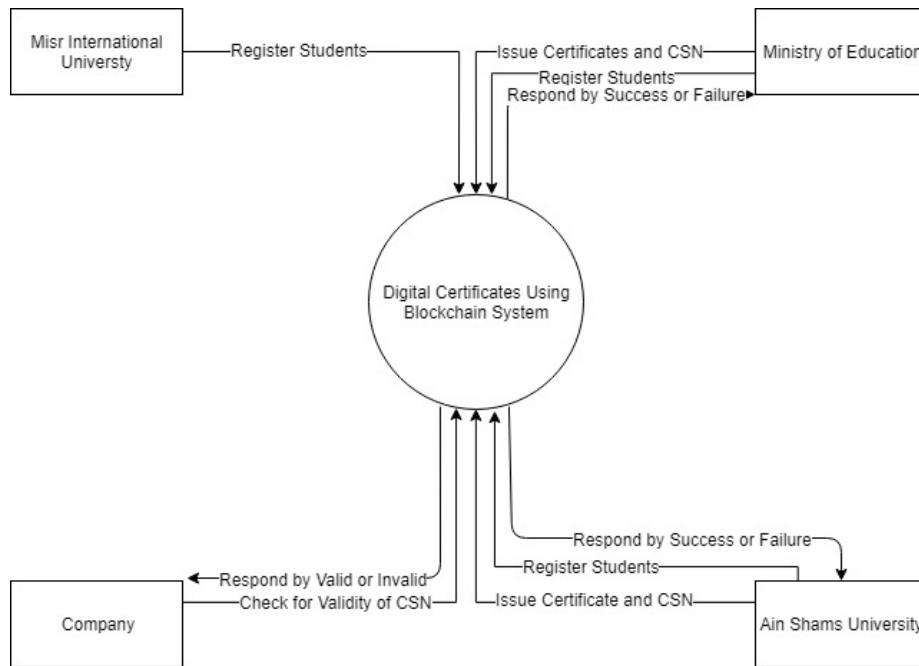 Misr International
Universty
Register Students
Issue Certificates and CSN
Ministry of Education
Register Students
Respond by Success or Failure
Digital Certificates Using
Blockchain System
Respond by Success or Failure
Register Students
Respond by Valid or Invalid
Check for Validity of CSN
Issue Certificate and CSN
Company
Ain Shams University